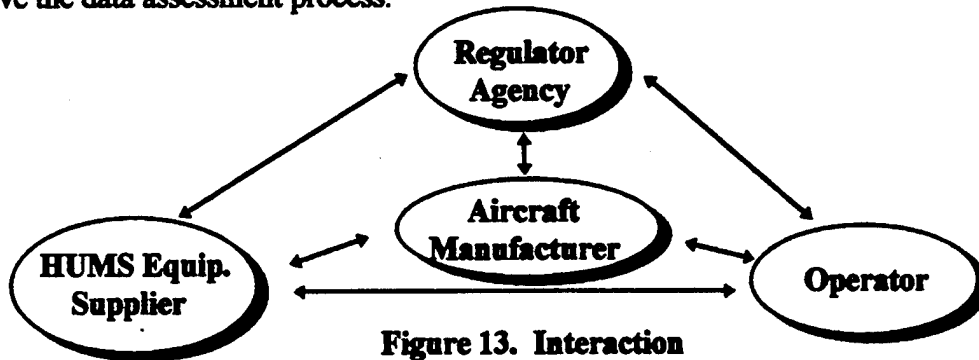 ve the data assessment process.
Regulator
Agency
Aircraft
Manufacturer
HUMS Equip.
Supplier
Operator
Figure 13. Interaction